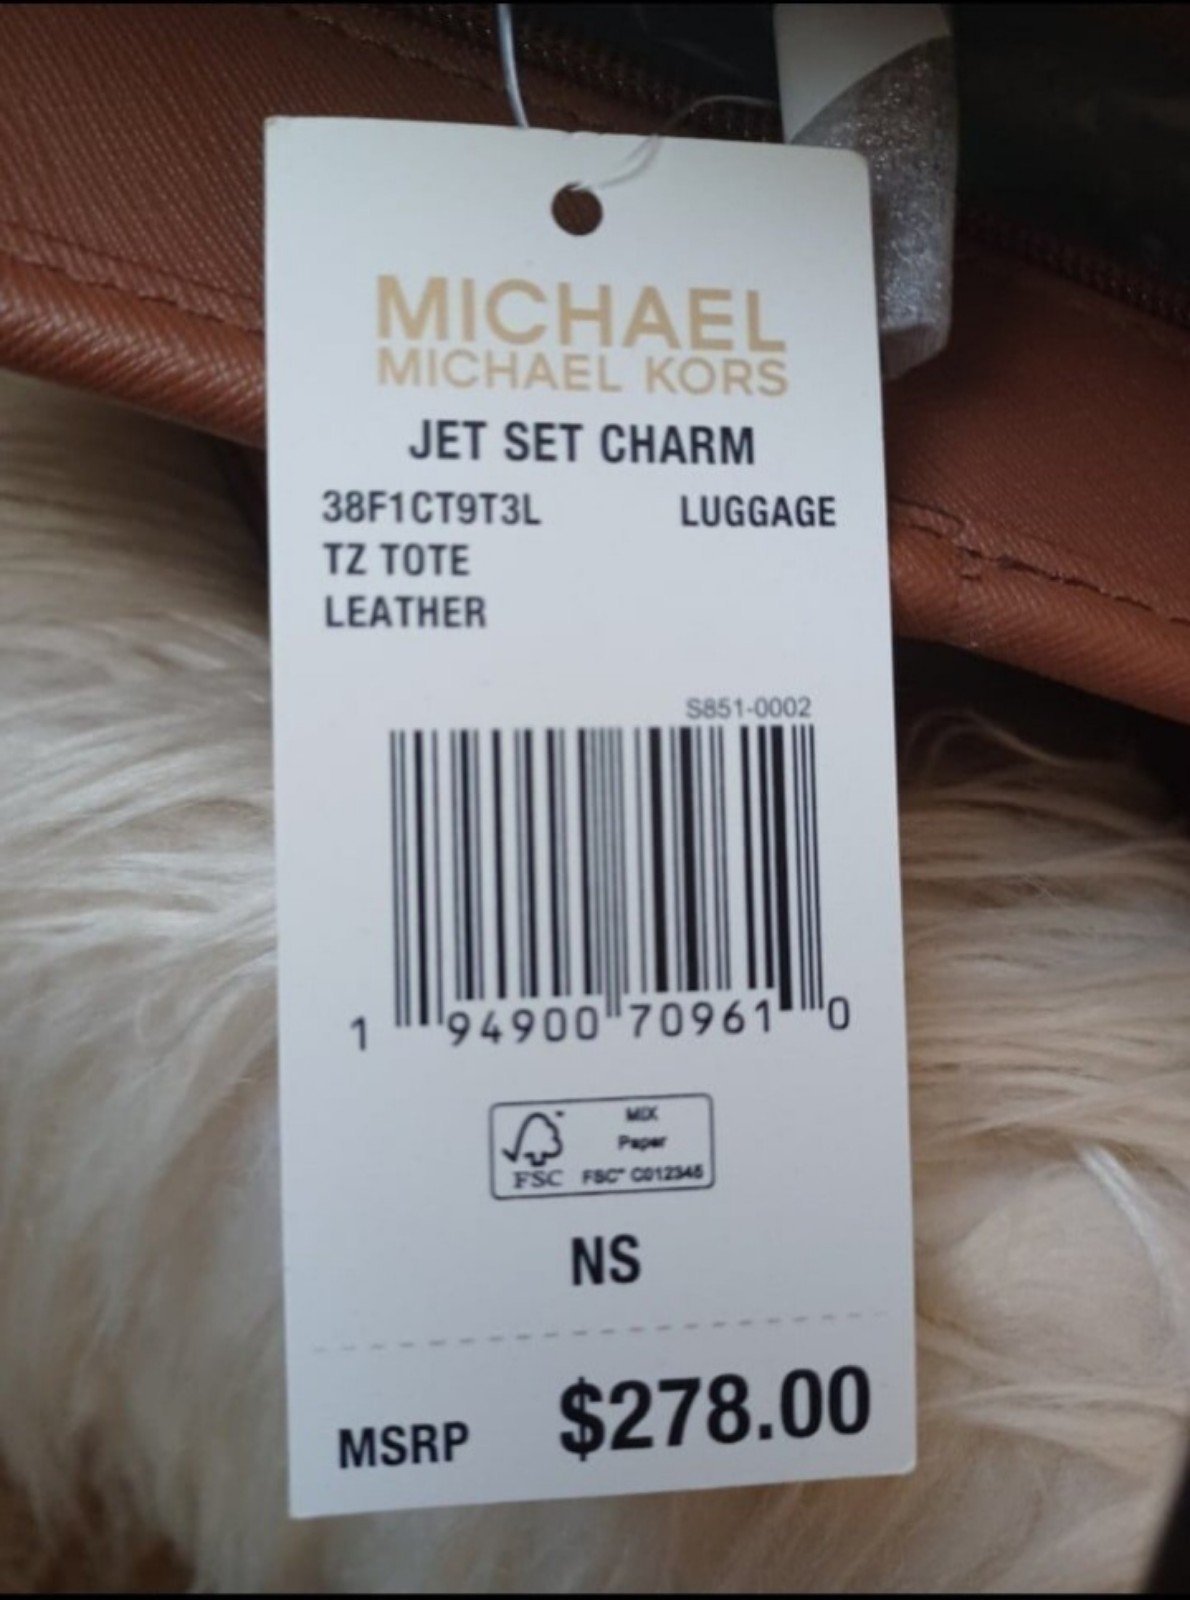 MICHAEL
MICHAEL KORS
JET SET CHARM
38F1CT9T3L LUGGAGE
TZ TOTE
LEATHER
S851-0002
1 94900 70961 0
MIX
Paper
FSC™ C012345
FSC
NS
MSRP $278.00